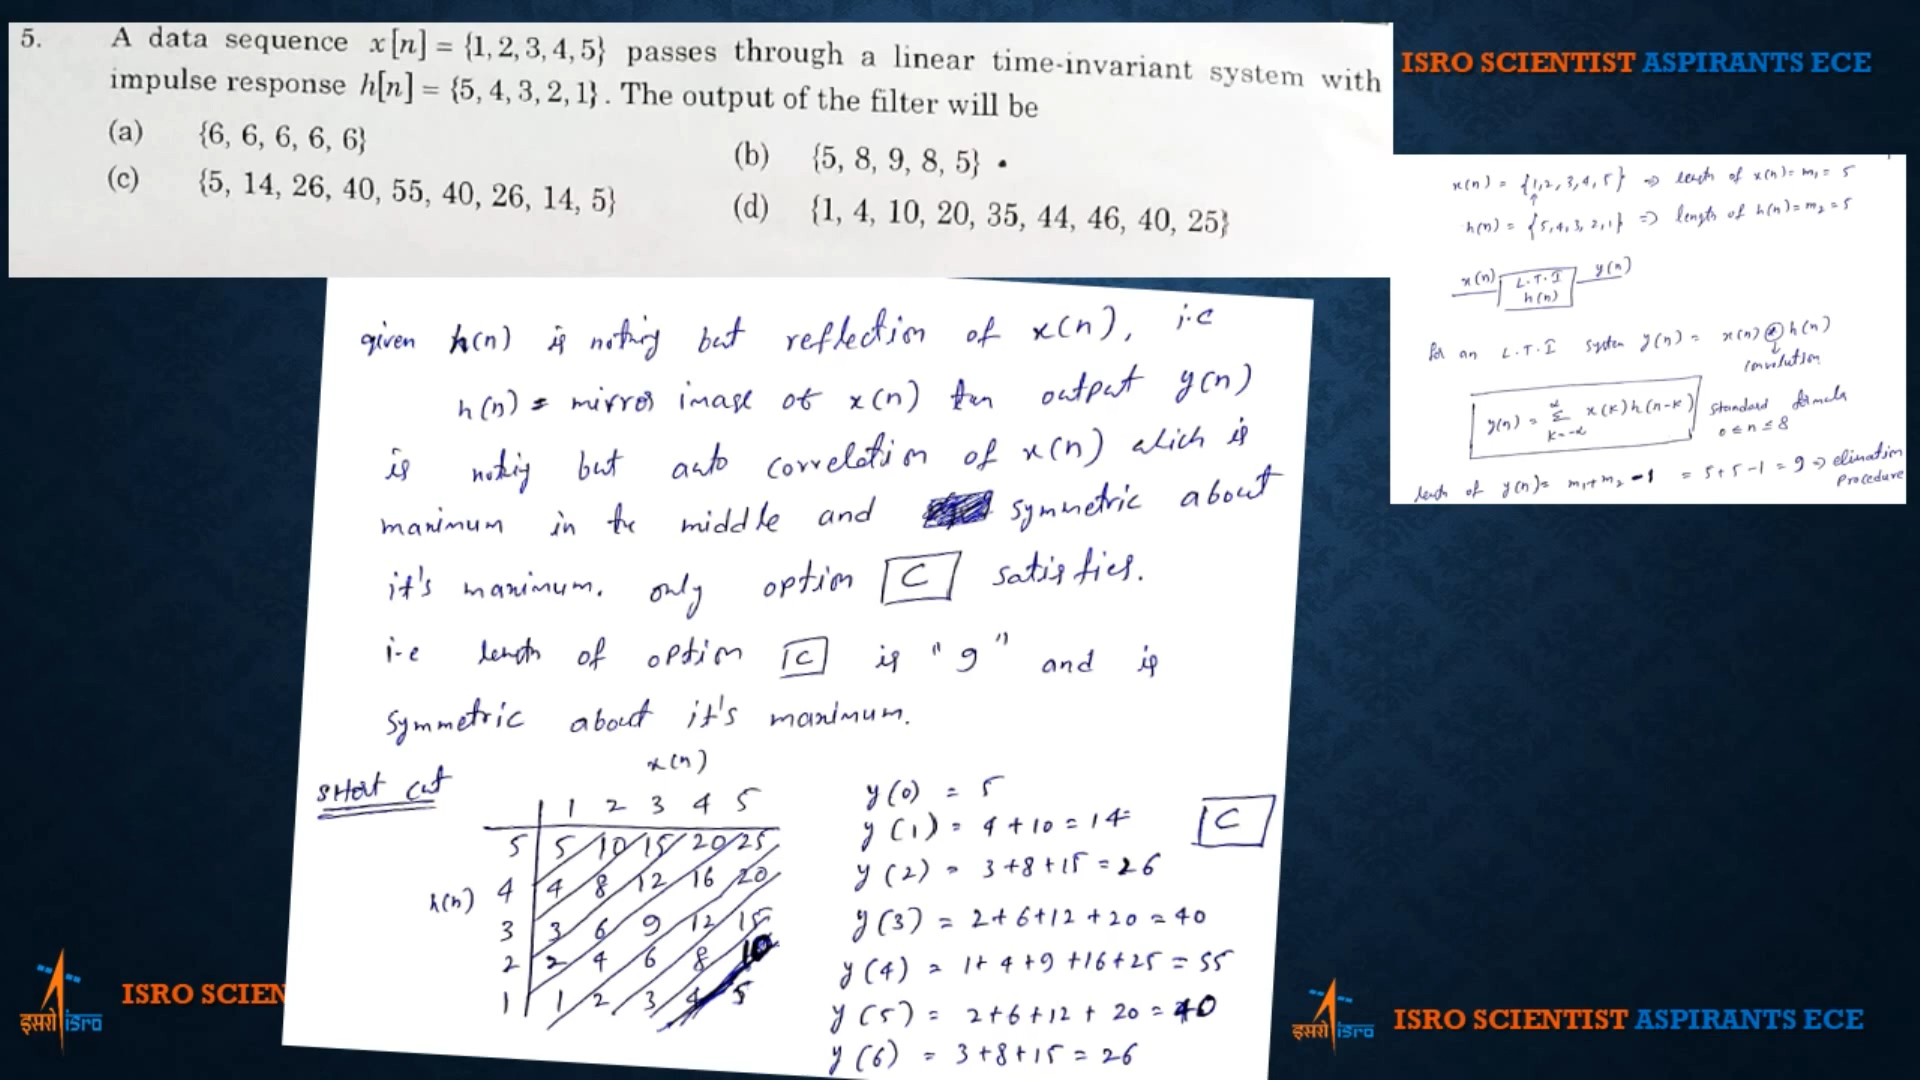 5. A data sequence x[n] = {1, 2, 3, 4, 5} passes through a linear time-invariant system with
impulse response h[n] = {5, 4, 3, 2, 1}. The output of the filter will be
(a) {6, 6, 6, 6, 6}
(b) {5, 8, 9, 8, 5} •
(c) {5, 14, 26, 40, 55, 40, 26, 14, 5}
(d) {1, 4, 10, 20, 35, 44, 46, 40, 25}
ISRO SCIENTIST ASPIRANTS ECE
x(n) = {1, 2, 3, 4, 5} ⇒ length of x(n) = m₁ = 5
↑
h(n) = {5, 4, 3, 2, 1} ⇒ length of h(n) = m₂ = 5
x(n) L.T.I y(n)
h(n)
for an L.T.I system y(n) = x(n) ⊛ h(n)
↓
convolution
y(n) = ∞ Σ k=-∞ x(k) h(n-k) standard formula
0 ≤ n ≤ 8
length of y(n) = m₁ + m₂ - 1 = 5 + 5 - 1 = 9 ⇒ elimation
procedure
given h(n) is nothing but reflection of x(n), i.e
h(n) = mirror image of x(n) then output y(n)
is nothing but auto correlation of x(n) which is
maximum in the middle and symmetric about
it's maximum. only option C satisfies.
i-e length of option C is "9" and is
symmetric about it's maximum.
Short cut
x(n)
1 2 3 4 5
5 5 10 15 20 25
h(n) 4 4 8 12 16 20
3 3 6 9 12 15
2 2 4 6 8 10
1 1 2 3 4 5
y(0) = 5
y(1) = 4 + 10 = 14
C
y(2) = 3 + 8 + 15 = 26
y(3) = 2 + 6 + 12 + 20 = 40
y(4) = 1 + 4 + 9 + 16 + 25 = 55
y(5) = 2 + 6 + 12 + 20 = 40
y(6) = 3 + 8 + 15 = 26
इसरो isro ISRO SCIEN
इसरो isro ISRO SCIENTIST ASPIRANTS ECE